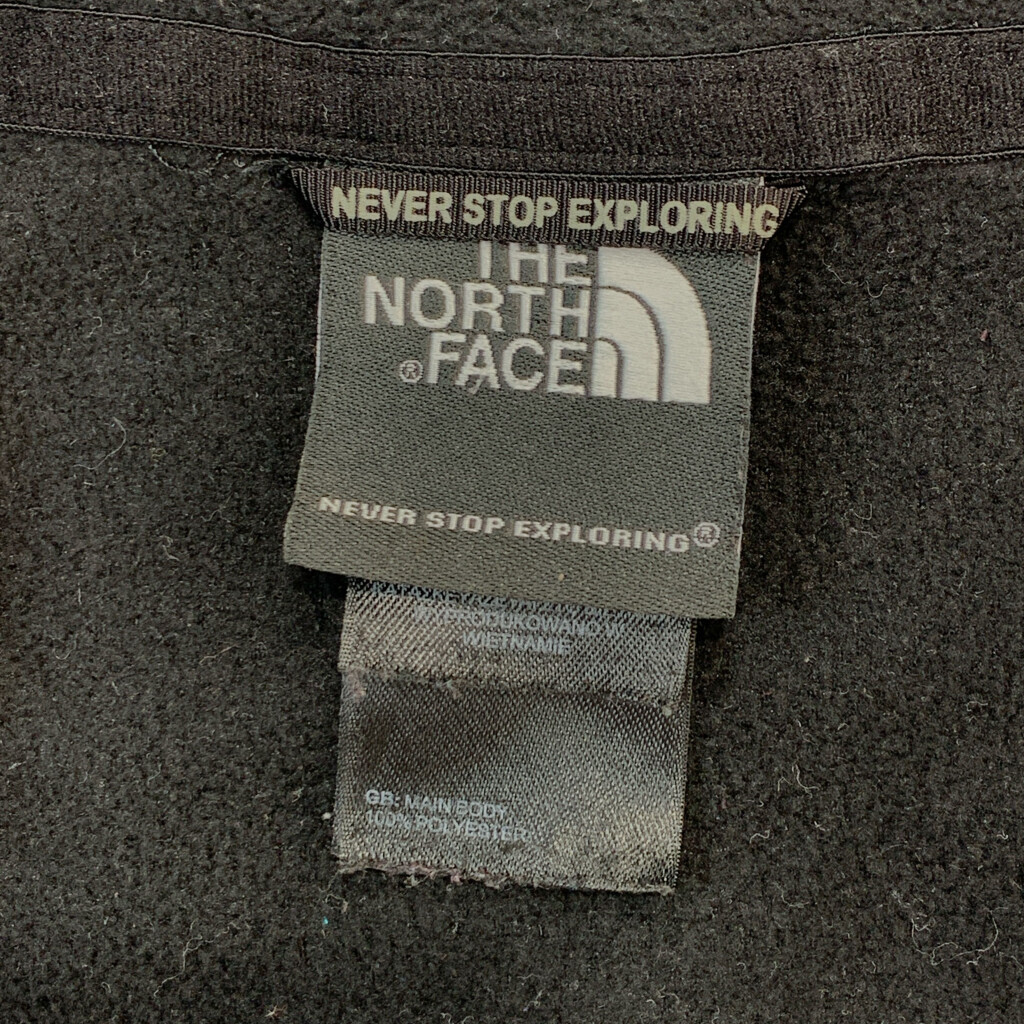 NEVER STOP EXPLORING
THE
NORTH
®FACE
NEVER STOP EXPLORING®
WYPRODUKOWANO W
WIETNAMIE
GB: MAIN BODY
100% POLYESTER